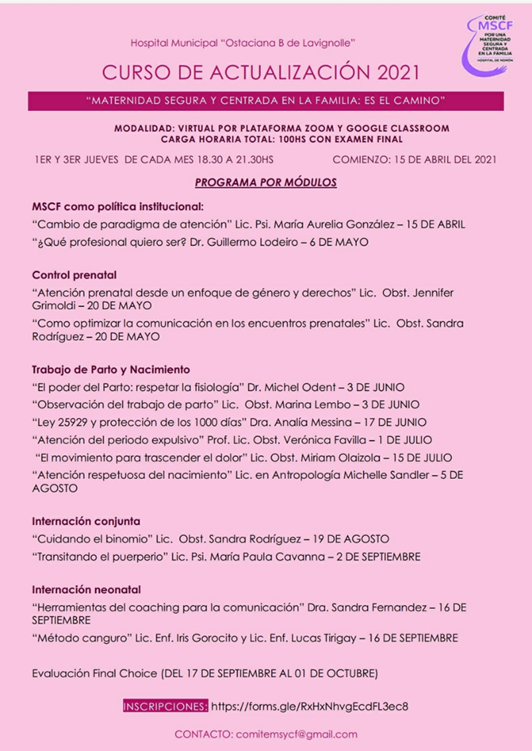 COMITÉ
MSCF
POR UNA
MATERNIDAD
SEGURA Y
CENTRADA
EN LA FAMILIA
HOSPITAL DE MORÓN
Hospital Municipal “Ostaciana B de Lavignolle”
CURSO DE ACTUALIZACIÓN 2021
“MATERNIDAD SEGURA Y CENTRADA EN LA FAMILIA: ES EL CAMINO”
MODALIDAD: VIRTUAL POR PLATAFORMA ZOOM Y GOOGLE CLASSROOM
CARGA HORARIA TOTAL: 100HS CON EXAMEN FINAL
1ER Y 3ER JUEVES DE CADA MES 18.30 A 21.30HS COMIENZO: 15 DE ABRIL DEL 2021
PROGRAMA POR MÓDULOS
MSCF como política institucional:
“Cambio de paradigma de atención” Lic. Psi. María Aurelia González – 15 DE ABRIL
“¿Qué profesional quiero ser? Dr. Guillermo Lodeiro – 6 DE MAYO
Control prenatal
“Atención prenatal desde un enfoque de género y derechos” Lic. Obst. Jennifer
Grimoldi – 20 DE MAYO
“Como optimizar la comunicación en los encuentros prenatales” Lic. Obst. Sandra
Rodríguez – 20 DE MAYO
Trabajo de Parto y Nacimiento
“El poder del Parto: respetar la fisiología” Dr. Michel Odent – 3 DE JUNIO
“Observación del trabajo de parto” Lic. Obst. Marina Lembo – 3 DE JUNIO
“Ley 25929 y protección de los 1000 días” Dra. Analía Messina – 17 DE JUNIO
“Atención del periodo expulsivo” Prof. Lic. Obst. Verónica Favilla – 1 DE JULIO
“El movimiento para trascender el dolor” Lic. Obst. Miriam Olaizola – 15 DE JULIO
“Atención respetuosa del nacimiento” Lic. en Antropología Michelle Sandler – 5 DE
AGOSTO
Internación conjunta
“Cuidando el binomio” Lic. Obst. Sandra Rodríguez – 19 DE AGOSTO
“Transitando el puerperio” Lic. Psi. María Paula Cavanna – 2 DE SEPTIEMBRE
Internación neonatal
“Herramientas del coaching para la comunicación” Dra. Sandra Fernandez – 16 DE
SEPTIEMBRE
“Método canguro” Lic. Enf. Iris Gorocito y Lic. Enf. Lucas Tirigay – 16 DE SEPTIEMBRE
Evaluación Final Choice (DEL 17 DE SEPTIEMBRE AL 01 DE OCTUBRE)
INSCRIPCIONES: https://forms.gle/RxHxNhvgEcdFL3ec8
CONTACTO: comitemsycf@gmail.com